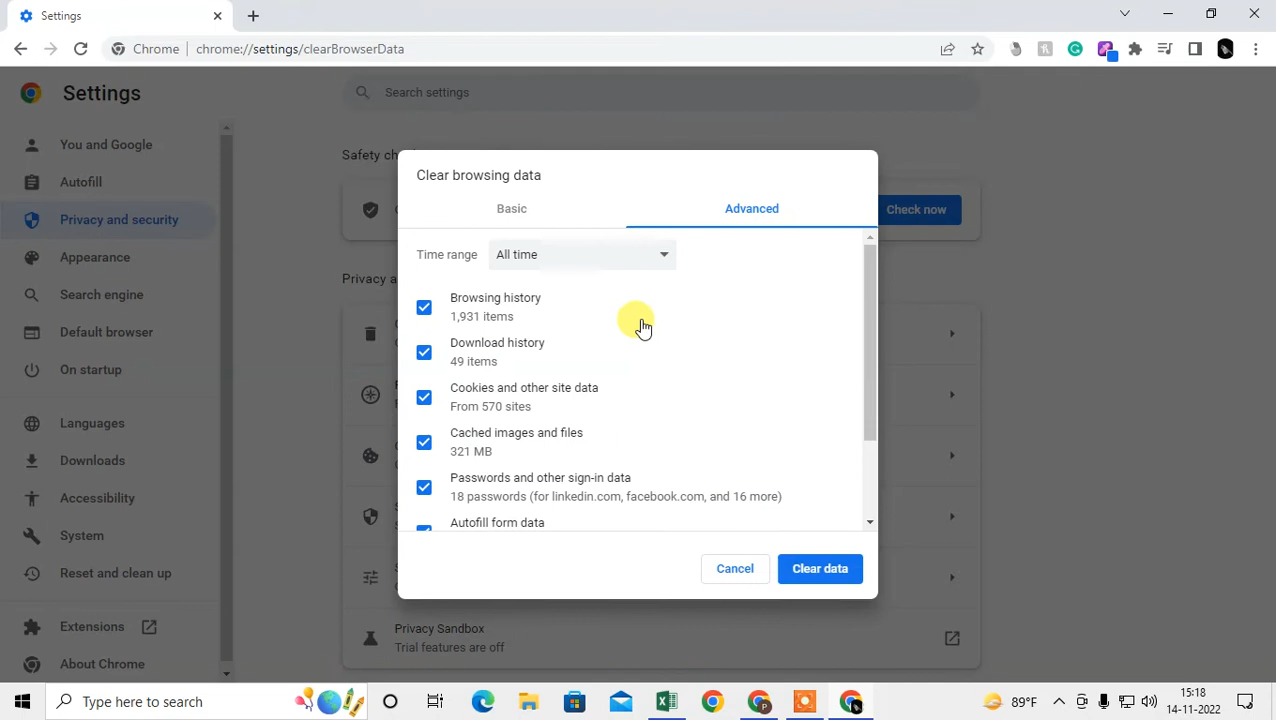 Settings
Chrome
chrome://settings/clearBrowserData
Settings
Search settings
You and Google
Autofill
Privacy and security
Appearance
Search engine
Default browser
On startup
Languages
Downloads
Accessibility
System
Reset and clean up
Extensions
About Chrome
Safety ch
Check now
Privacy a
Clear browsing data
Basic
Advanced
Time range
All time
Browsing history
1,931 items
Download history
49 items
Cookies and other site data
From 570 sites
Cached images and files
321 MB
Passwords and other sign-in data
18 passwords (for linkedin.com, facebook.com, and 16 more)
Autofill form data
Cancel
Clear data
Privacy Sandbox
Trial features are off
Type here to search
89°F
15:18
14-11-2022